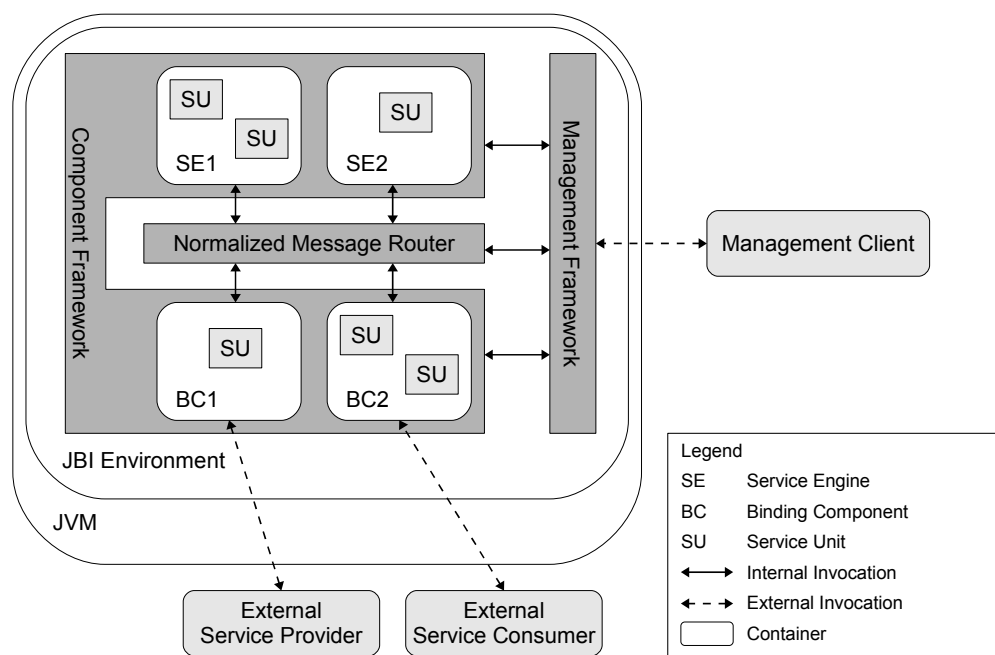 SU
SU
SE1
SU
SE2
Component Framework
Normalized Message Router
Management Framework
Management Client
SU
BC1
SU
SU
BC2
JBI Environment
JVM
External
Service Provider
External
Service Consumer
Legend
SE Service Engine
BC Binding Component
SU Service Unit
Internal Invocation
External Invocation
Container